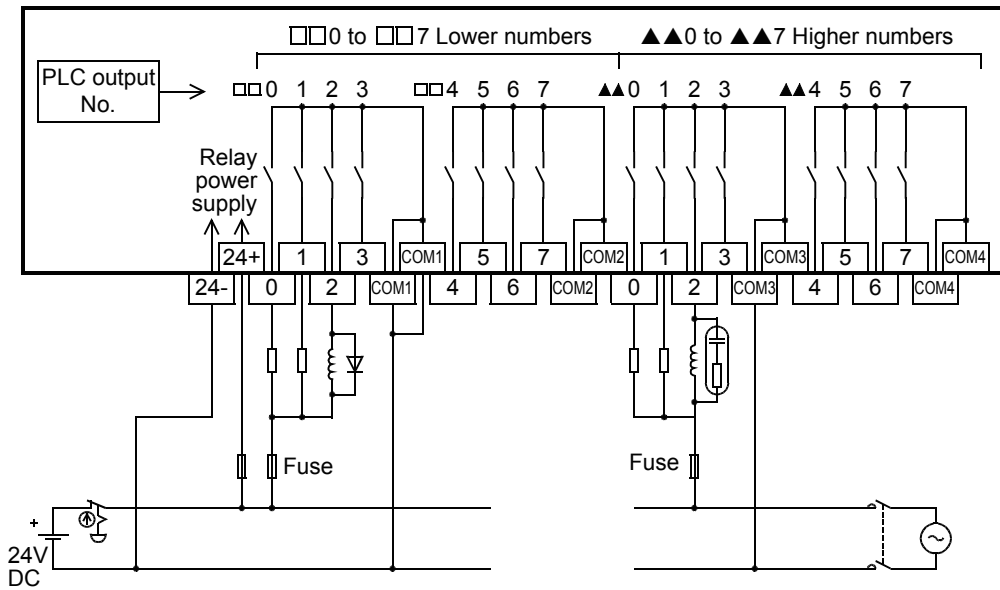 □□0 to □□7 Lower numbers ▲▲0 to ▲▲7 Higher numbers
PLC output
No.
□□0 1 2 3 □□4 5 6 7 ▲▲0 1 2 3 ▲▲4 5 6 7
Relay
power
supply
24+ 1 3 COM1 5 7 COM2 1 3 COM3 5 7 COM4
24- 0 2 COM1 4 6 COM2 0 2 COM3 4 6 COM4
Fuse Fuse
+
24V
DC